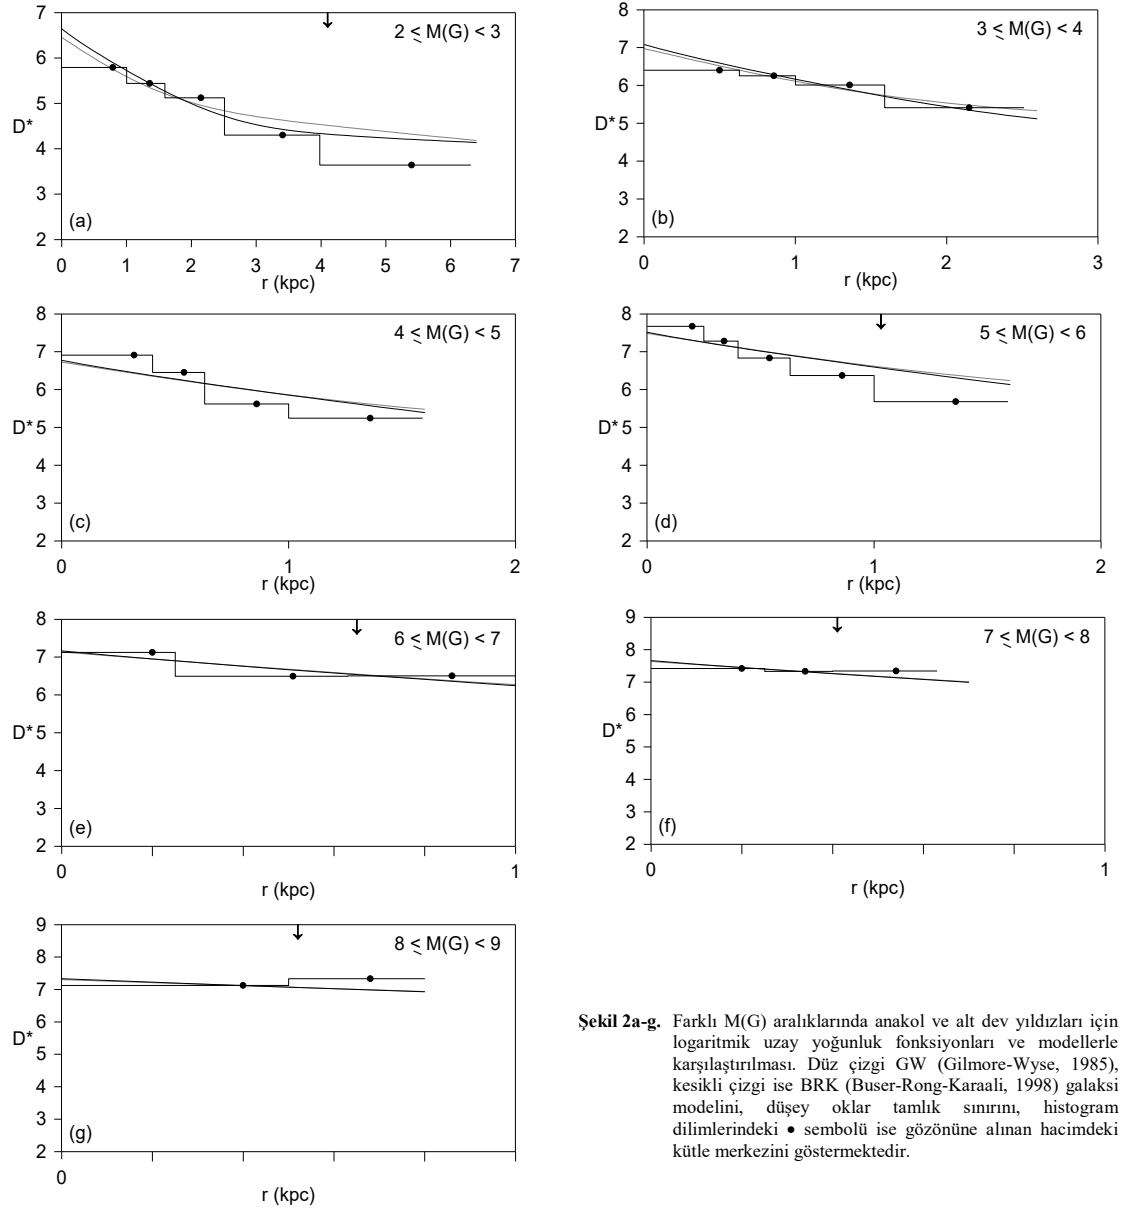 7
6
5
D*
4
3
2
2 ≤ M(G) < 3
(a)
0 1 2 3 4 5 6 7
r (kpc)
8
7
6
D* 5
4
3
2
3 ≤ M(G) < 4
(b)
0 1 2 3
r (kpc)
8
7
6
D* 5
4
3
2
4 ≤ M(G) < 5
(c)
0 1 2
r (kpc)
8
7
6
D* 5
4
3
2
5 ≤ M(G) < 6
(d)
0 1 2
r (kpc)
8
7
6
D* 5
4
3
2
6 ≤ M(G) < 7
(e)
0 1
r (kpc)
9
8
7
6
D*
5
4
3
2
7 ≤ M(G) < 8
(f)
0 1
r (kpc)
9
8
7
6
D*
5
4
3
2
8 ≤ M(G) < 9
(g)
0
r (kpc)
Şekil 2a-g. Farklı M(G) aralıklarında anakol ve alt dev yıldızları için
logaritmik uzay yoğunluk fonksiyonları ve modellerle
karşılaştırılması. Düz çizgi GW (Gilmore-Wyse, 1985),
kesikli çizgi ise BRK (Buser-Rong-Karaali, 1998) galaksi
modelini, düşey oklar tamlık sınırını, histogram
dilimlerindeki • sembolü ise gözönüne alınan hacimdeki
kütle merkezini göstermektedir.